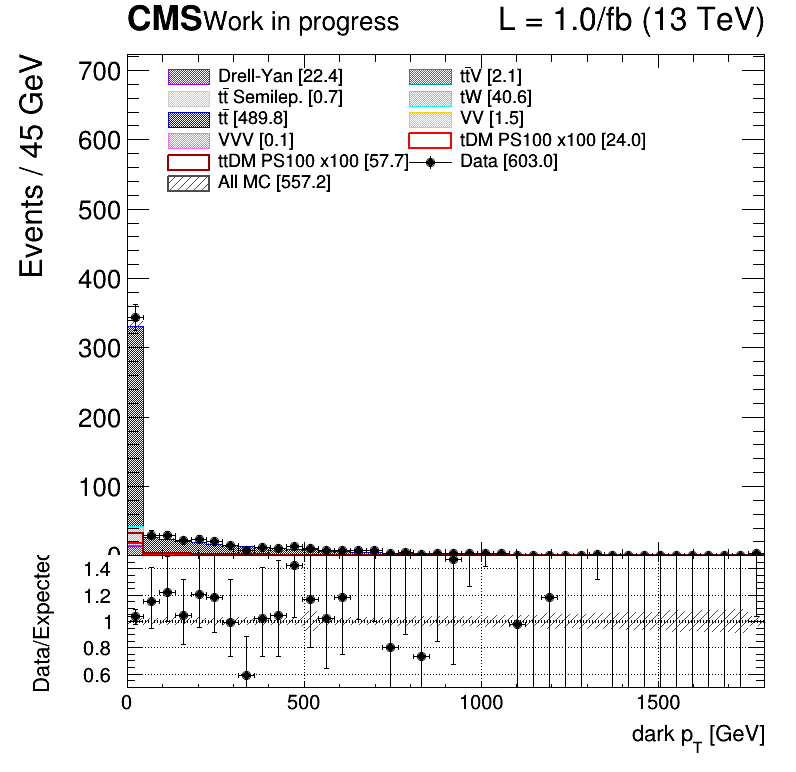 CMS Work in progress L = 1.0/fb (13 TeV)
Events / 45 GeV
Drell-Yan [22.4] tt̄V [2.1]
tt̄ Semilep. [0.7] tW [40.6]
tt̄ [489.8] VV [1.5]
VVV [0.1] tDM PS100 x100 [24.0]
ttDM PS100 x100 [57.7] Data [603.0]
All MC [557.2]
700
600
500
400
300
200
100
0
Data/Expected
1.4
1.2
1
0.8
0.6
0 500 1000 1500
dark pT [GeV]